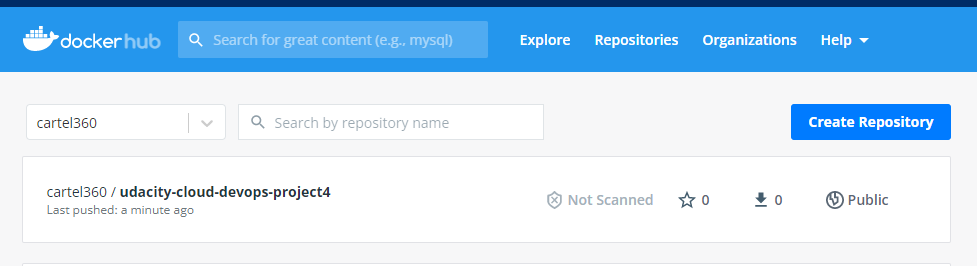 dockerhub Search for great content (e.g., mysql) Explore Repositories Organizations Help
cartel360 Search by repository name Create Repository
cartel360 / udacity-cloud-devops-project4 Not Scanned 0 0 Public
Last pushed: a minute ago